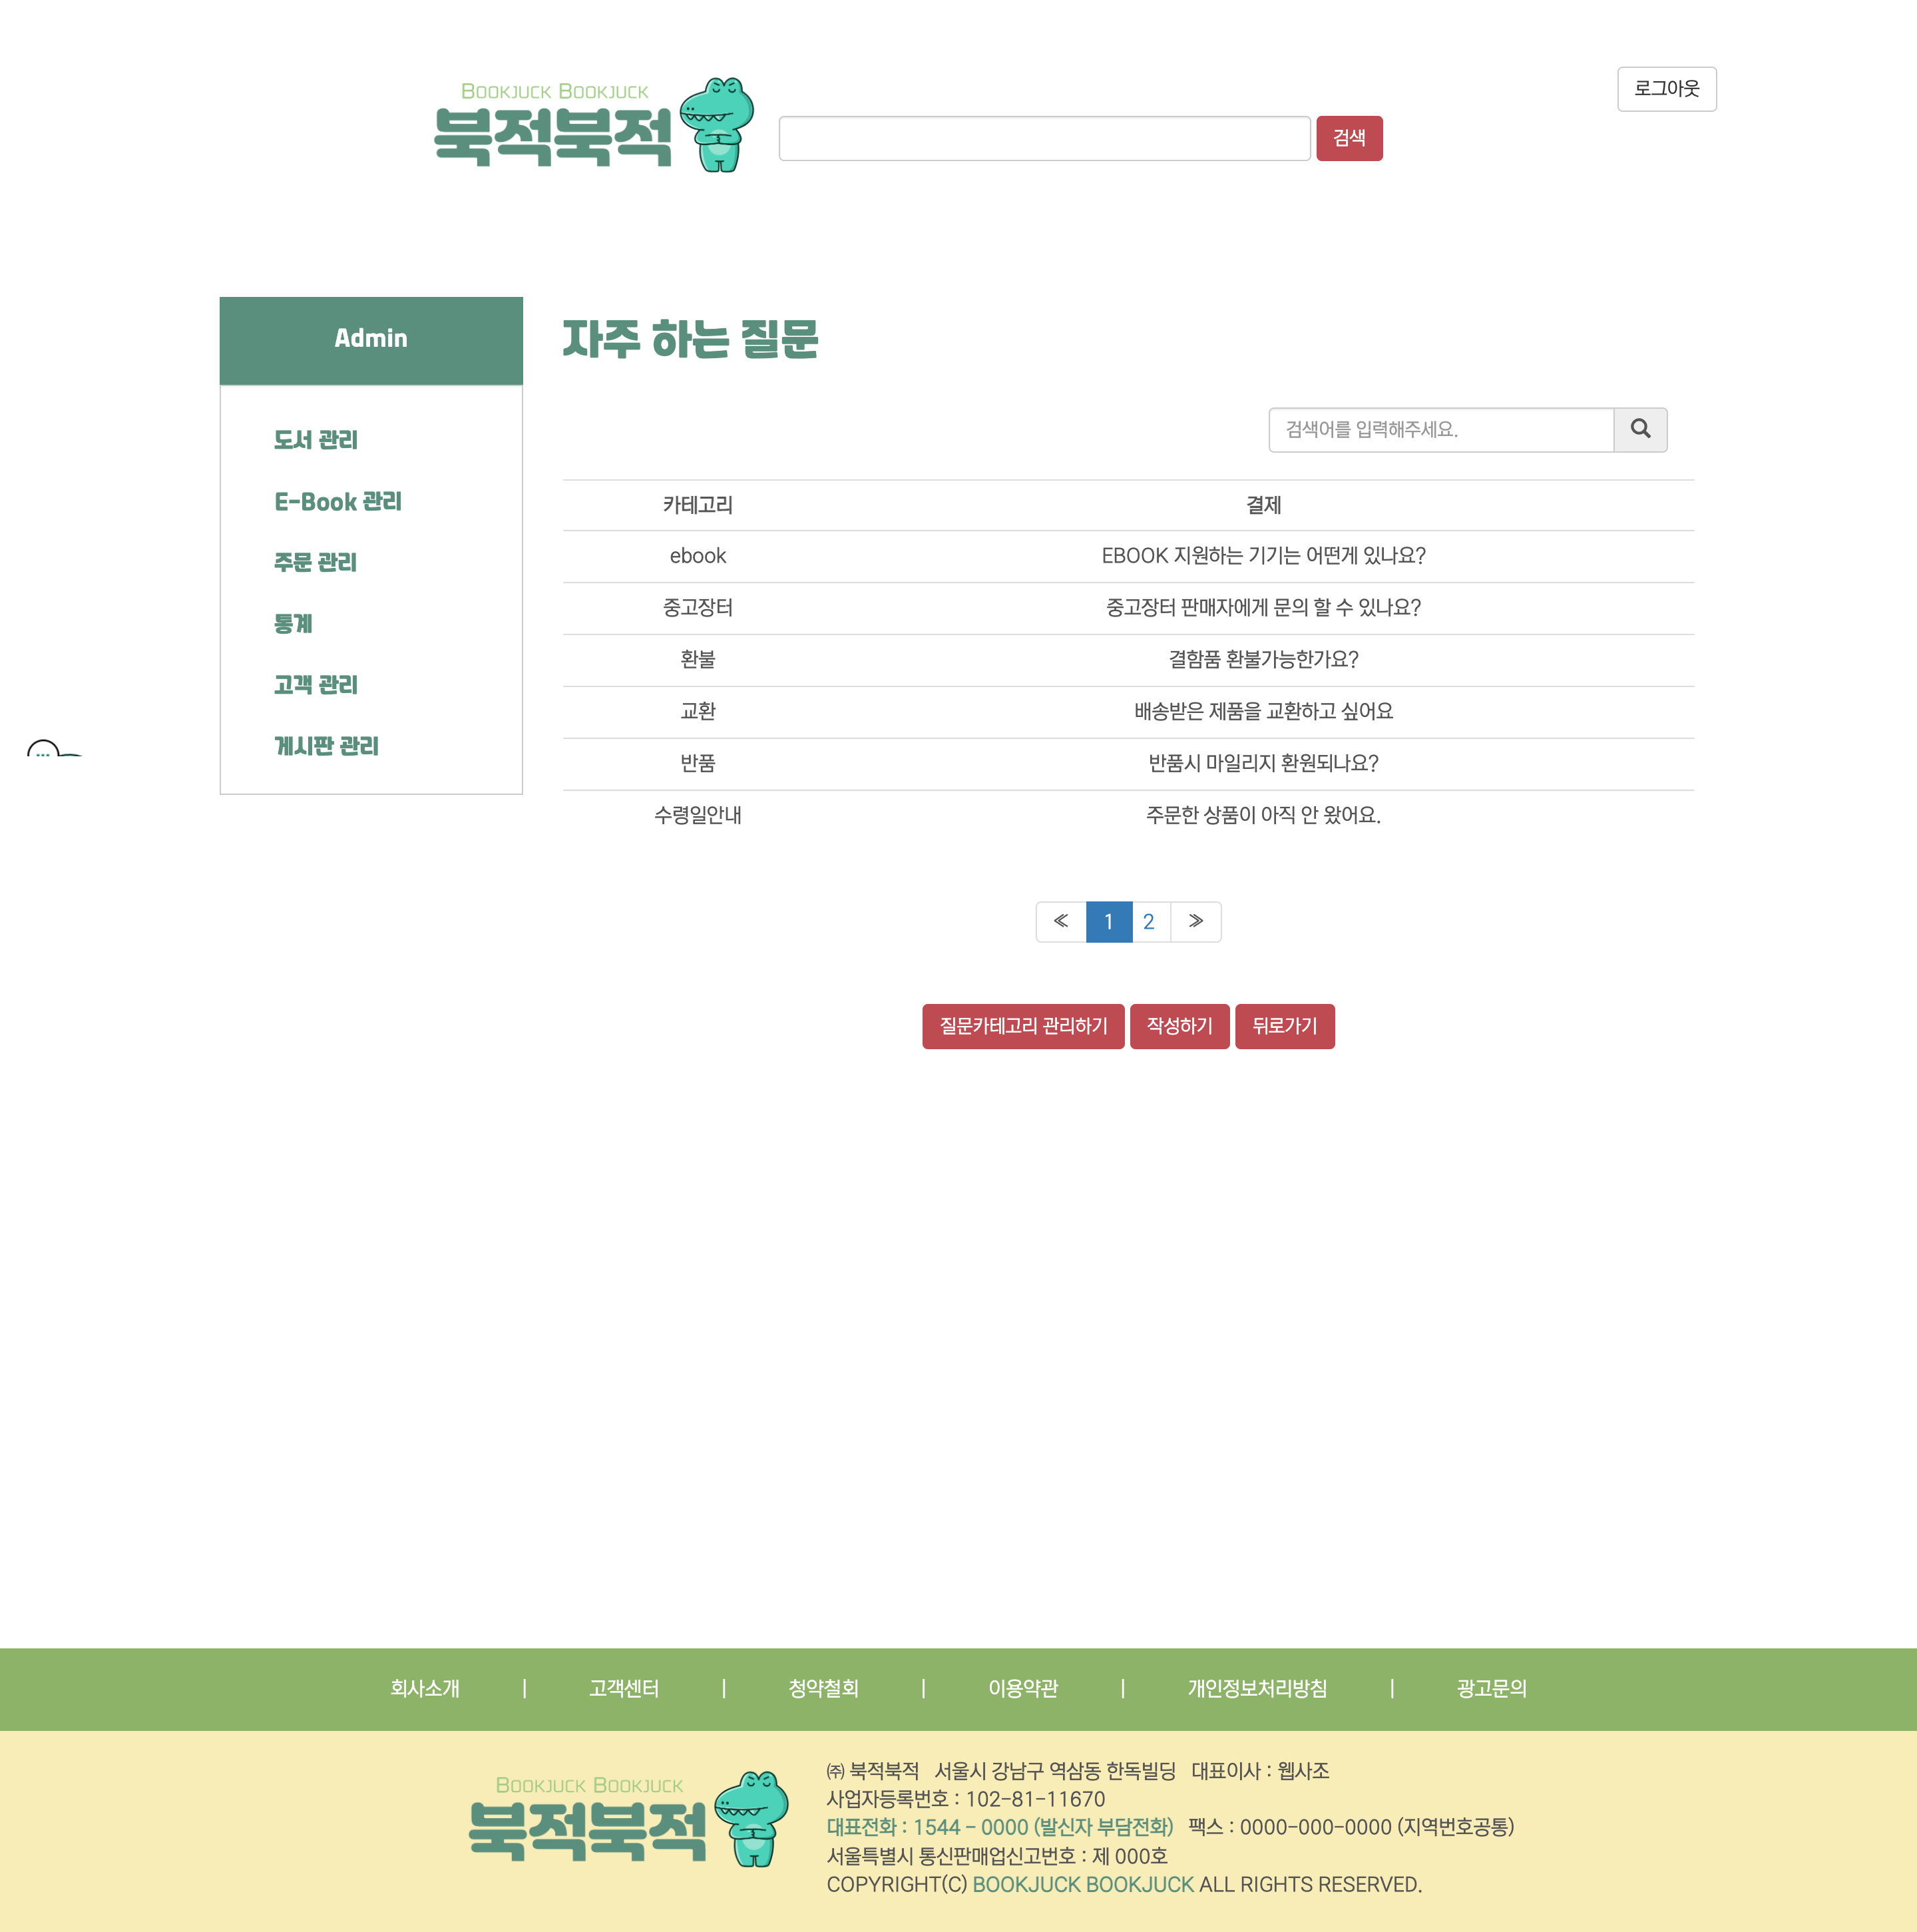 로그아웃
BOOKJUCK BOOKJUCK
북적북적
검색
Admin
도서 관리
E-Book 관리
주문 관리
통계
고객 관리
게시판 관리
자주 하는 질문
검색어를 입력해주세요.
카테고리 결제
ebook EBOOK 지원하는 기기는 어떤게 있나요?
중고장터 중고장터 판매자에게 문의 할 수 있나요?
환불 결함품 환불가능한가요?
교환 배송받은 제품을 교환하고 싶어요
반품 반품시 마일리지 환원되나요?
수령일안내 주문한 상품이 아직 안 왔어요.
≪ 1 2 ≫
질문카테고리 관리하기 작성하기 뒤로가기
회사소개 | 고객센터 | 청약철회 | 이용약관 | 개인정보처리방침 | 광고문의
BOOKJUCK BOOKJUCK
북적북적
㈜ 북적북적 서울시 강남구 역삼동 한독빌딩 대표이사 : 웹사조
사업자등록번호 : 102-81-11670
대표전화 : 1544 - 0000 (발신자 부담전화) 팩스 : 0000-000-0000 (지역번호공통)
서울특별시 통신판매업신고번호 : 제 000호
COPYRIGHT(C) BOOKJUCK BOOKJUCK ALL RIGHTS RESERVED.